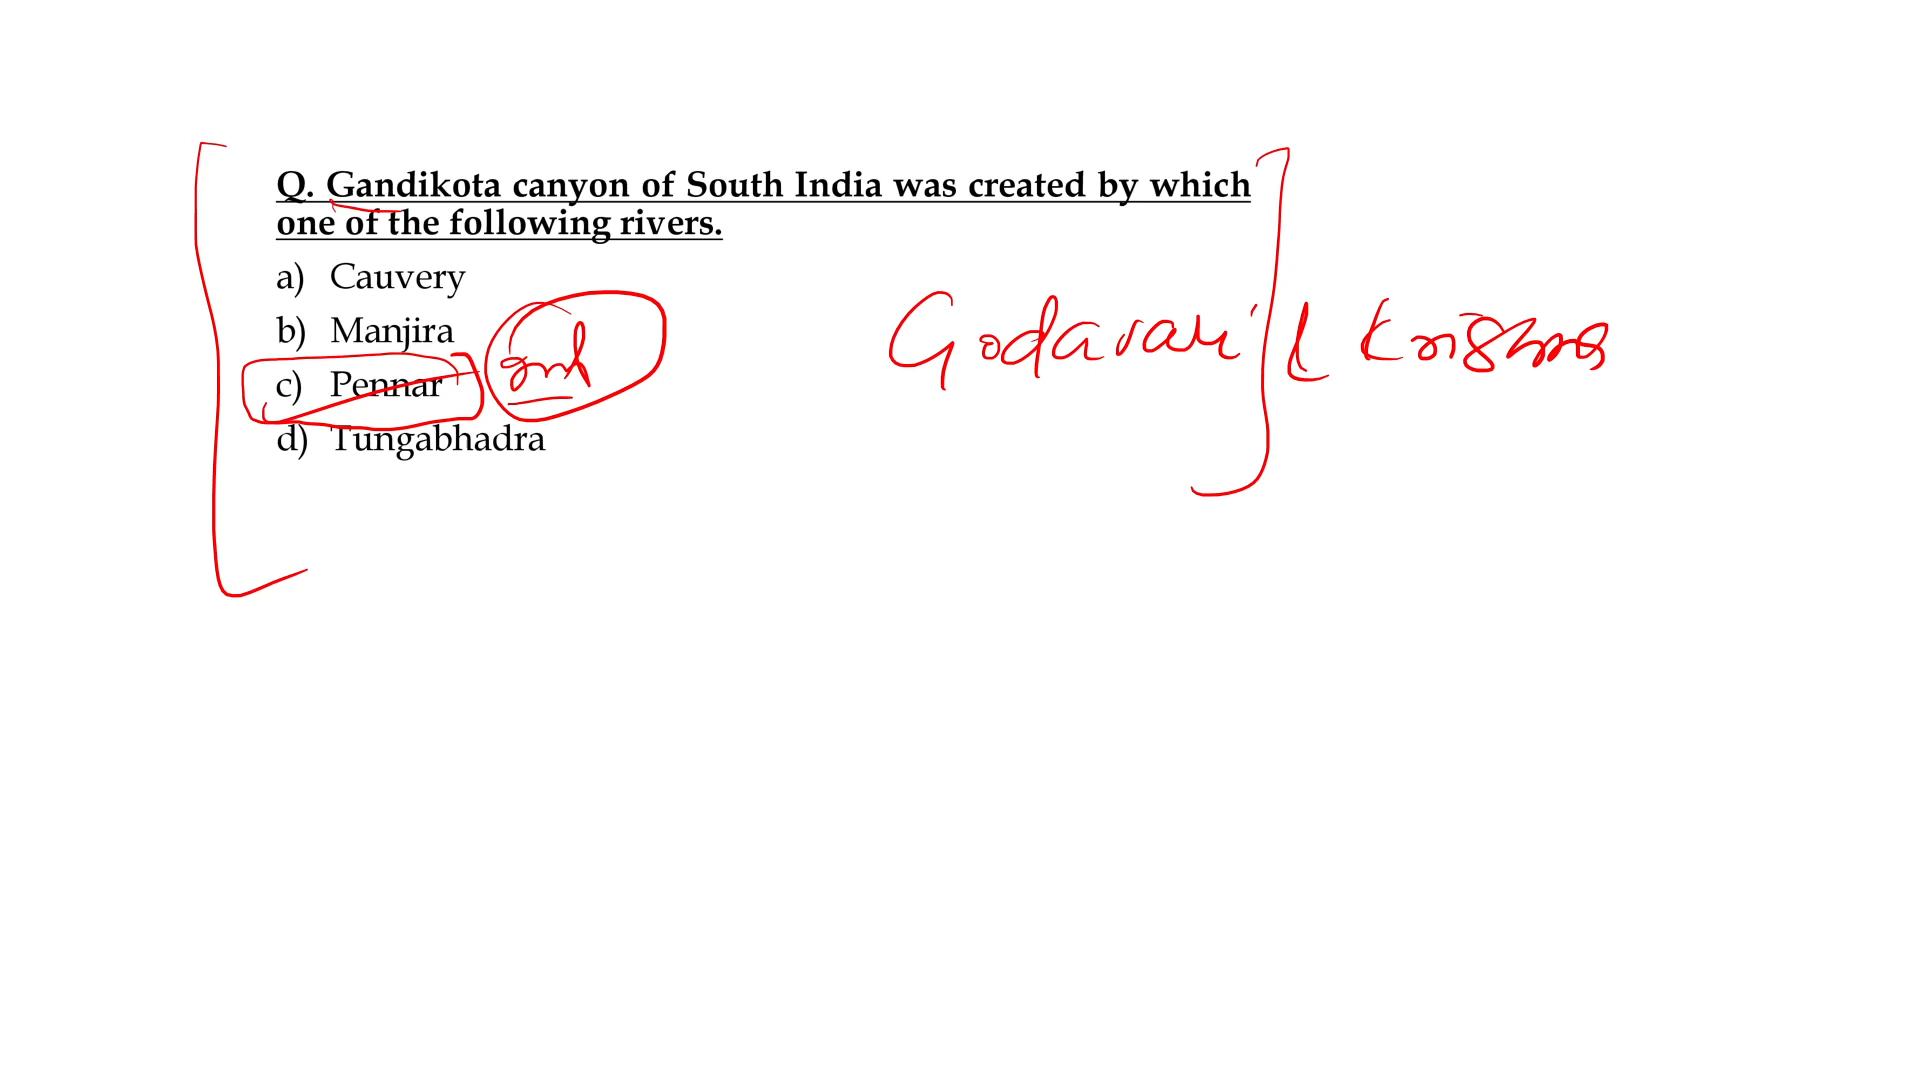 Q. Gandikota canyon of South India was created by which
one of the following rivers.
a) Cauvery
b) Manjira
c) Pennar
d) Tungabhadra
Godavari & Krishna